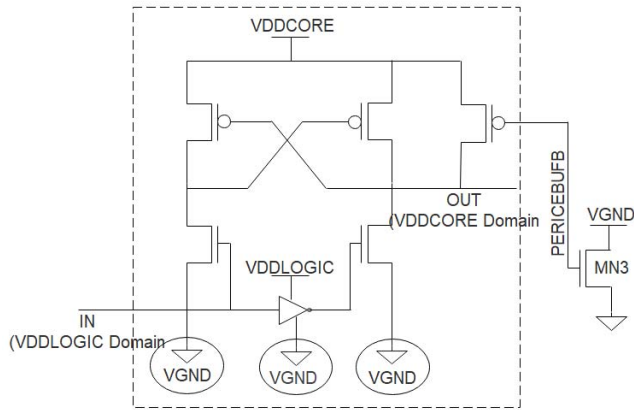 VDDCORE
OUT
(VDDCORE Domain
PERICEBUFB
VGND
MN3
VDDLOGIC
IN
(VDDLOGIC Domain
VGND
VGND
VGND